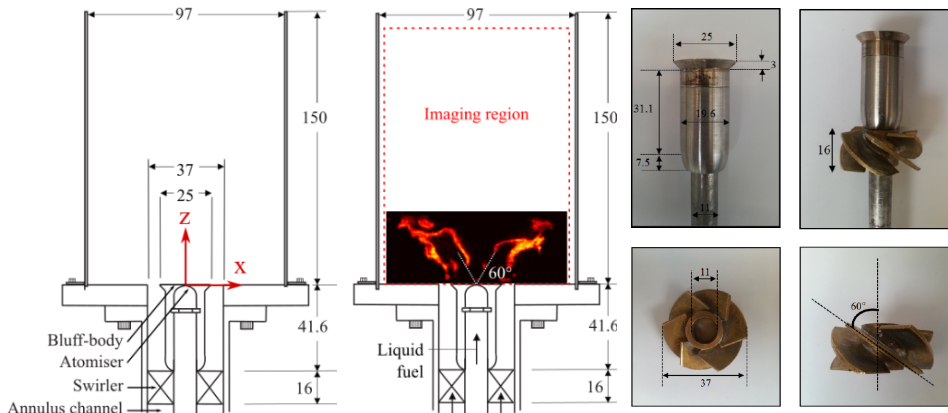 97
150
37
25
Z
X
41.6
Bluff-body
Atomiser
Swirler
Annulus channel
16
97
Imaging region
150
60°
41.6
Liquid
fuel
16
25
3
31.1
19.6
7.5
11
16
11
37
60°